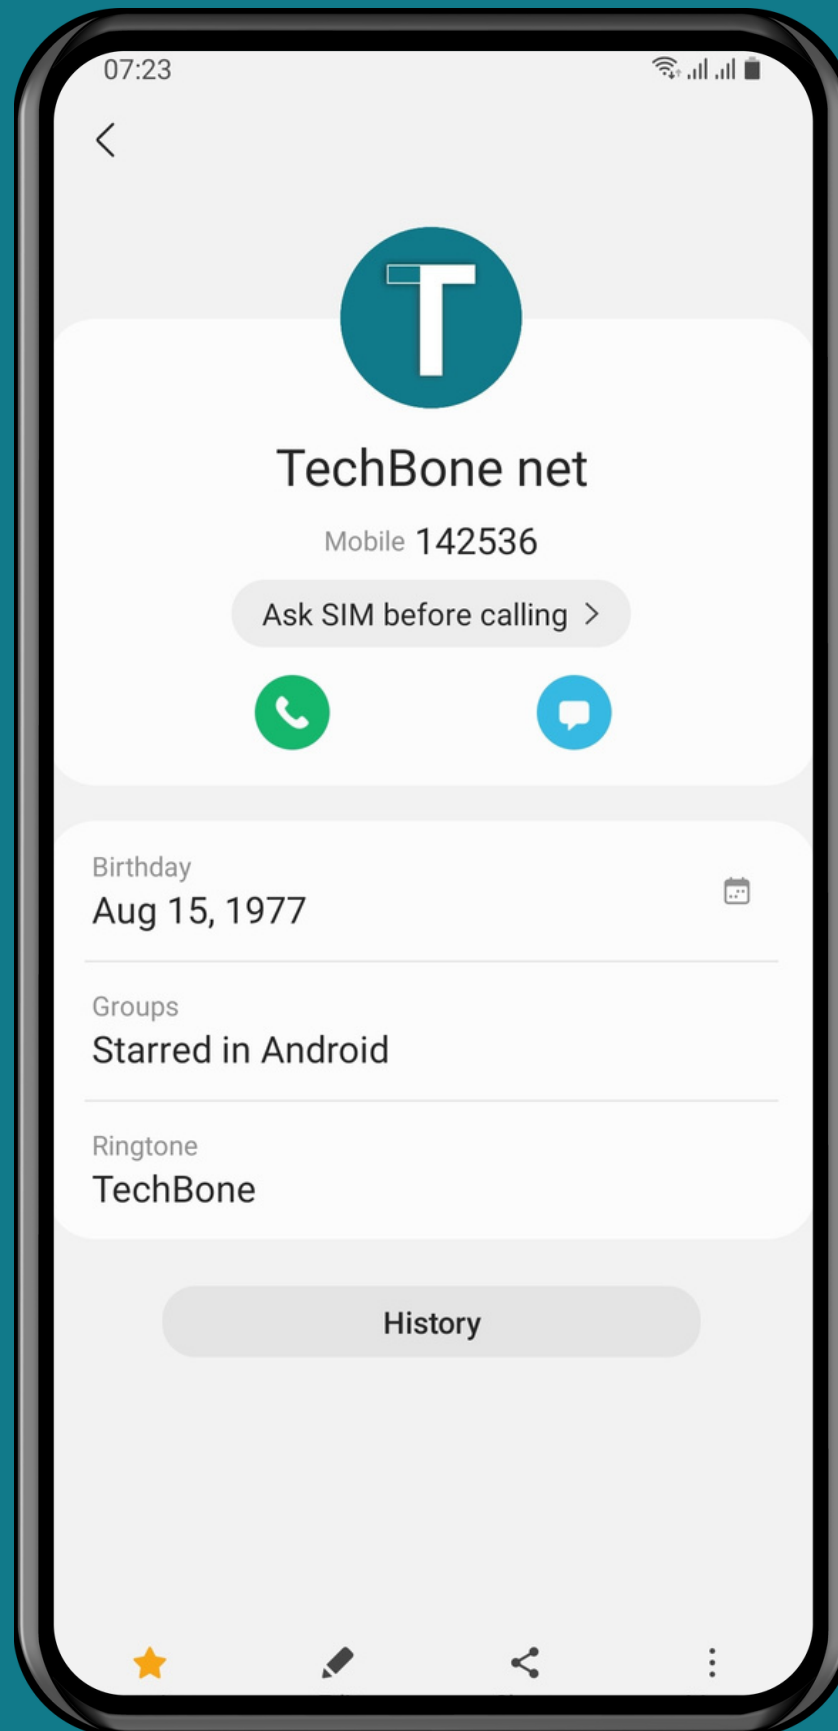 07:23
T
TechBone net
Mobile 142536
Ask SIM before calling
Birthday
Aug 15, 1977
Groups
Starred in Android
Ringtone
TechBone
History